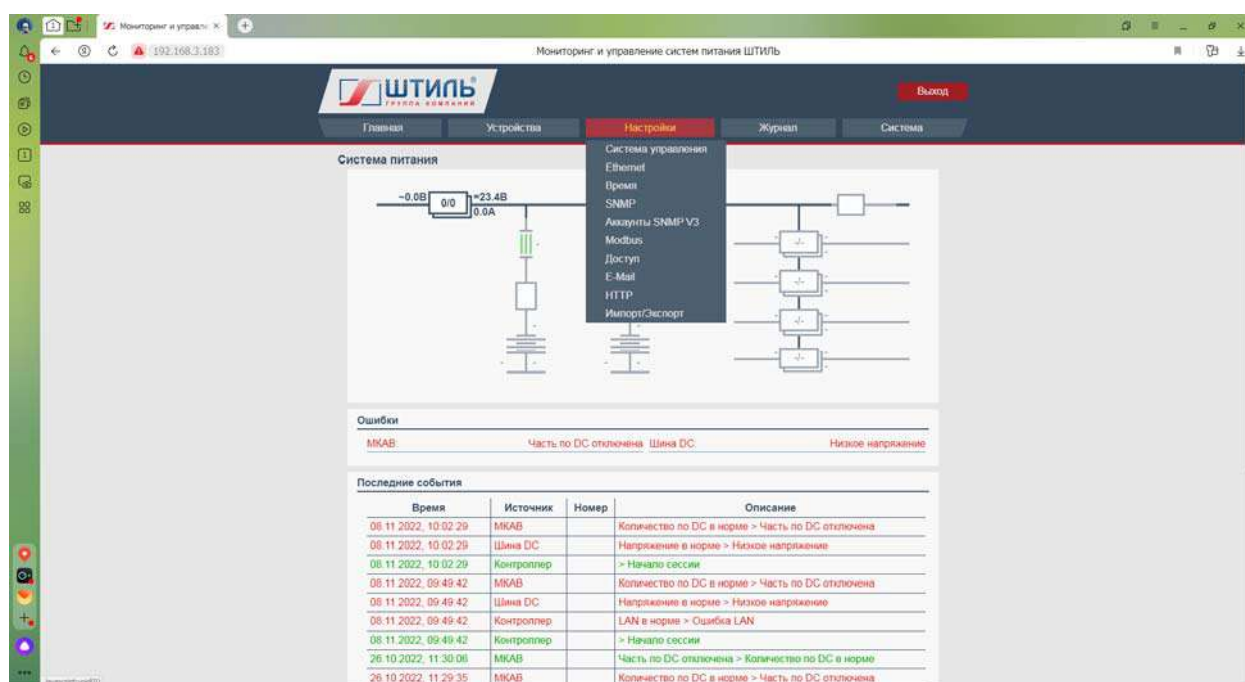 Мониторинг и управле
192.168.3.183
Мониторинг и управление систем питания ШТИЛЬ
ШТИЛЬ
ГРУППА КОМПАНИЙ
Выход
Главная Устройства Настройки Журнал Система
Система управления
Ethernet
Время
SNMP
Аккаунты SNMP V3
Modbus
Доступ
E-Mail
HTTP
Импорт/Экспорт
Система питания
~0.0В 0/0 =23.4В
0.0А
-/-
-/-
-/-
-/-
Ошибки
МКАВ Часть по DC отключена Шина DC Низкое напряжение
Последние события
Время Источник Номер Описание
08.11.2022, 10:02:29 МКАВ Количество по DC в норме > Часть по DC отключена
08.11.2022, 10:02:29 Шина DC Напряжение в норме > Низкое напряжение
08.11.2022, 10:02:29 Контроллер > Начало сессии
08.11.2022, 09:49:42 МКАВ Количество по DC в норме > Часть по DC отключена
08.11.2022, 09:49:42 Шина DC Напряжение в норме > Низкое напряжение
08.11.2022, 09:49:42 Контроллер LAN в норме > Ошибка LAN
08.11.2022, 09:49:42 Контроллер > Начало сессии
26.10.2022, 11:30:06 МКАВ Часть по DC отключена > Количество по DC в норме
26.10.2022, 11:29:35 МКАВ Количество по DC в норме > Часть по DC отключена